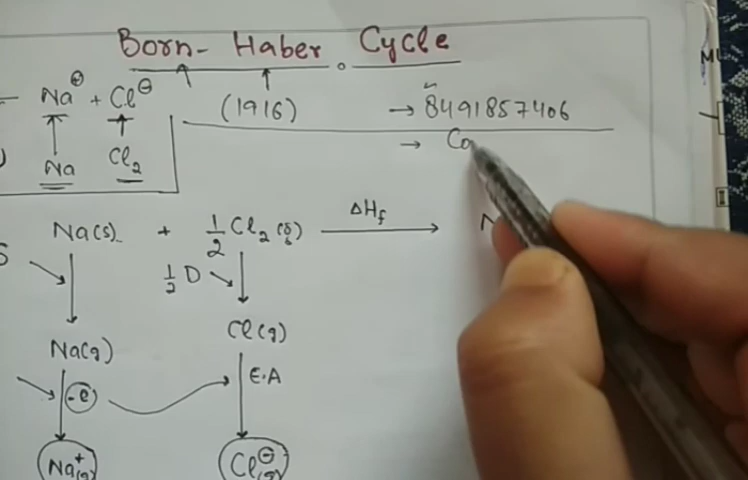 Born-Haber Cycle
Na⊕ + Cl⊖
(1916)
→ 8491857406
Na
Cl₂
→ Co
Na(s) + 1/2 Cl₂(g) ΔHf →
S
1/2 D
Na(g)
Cl(g)
-e
E.A
Na⁺(g)
Cl⊖(g)